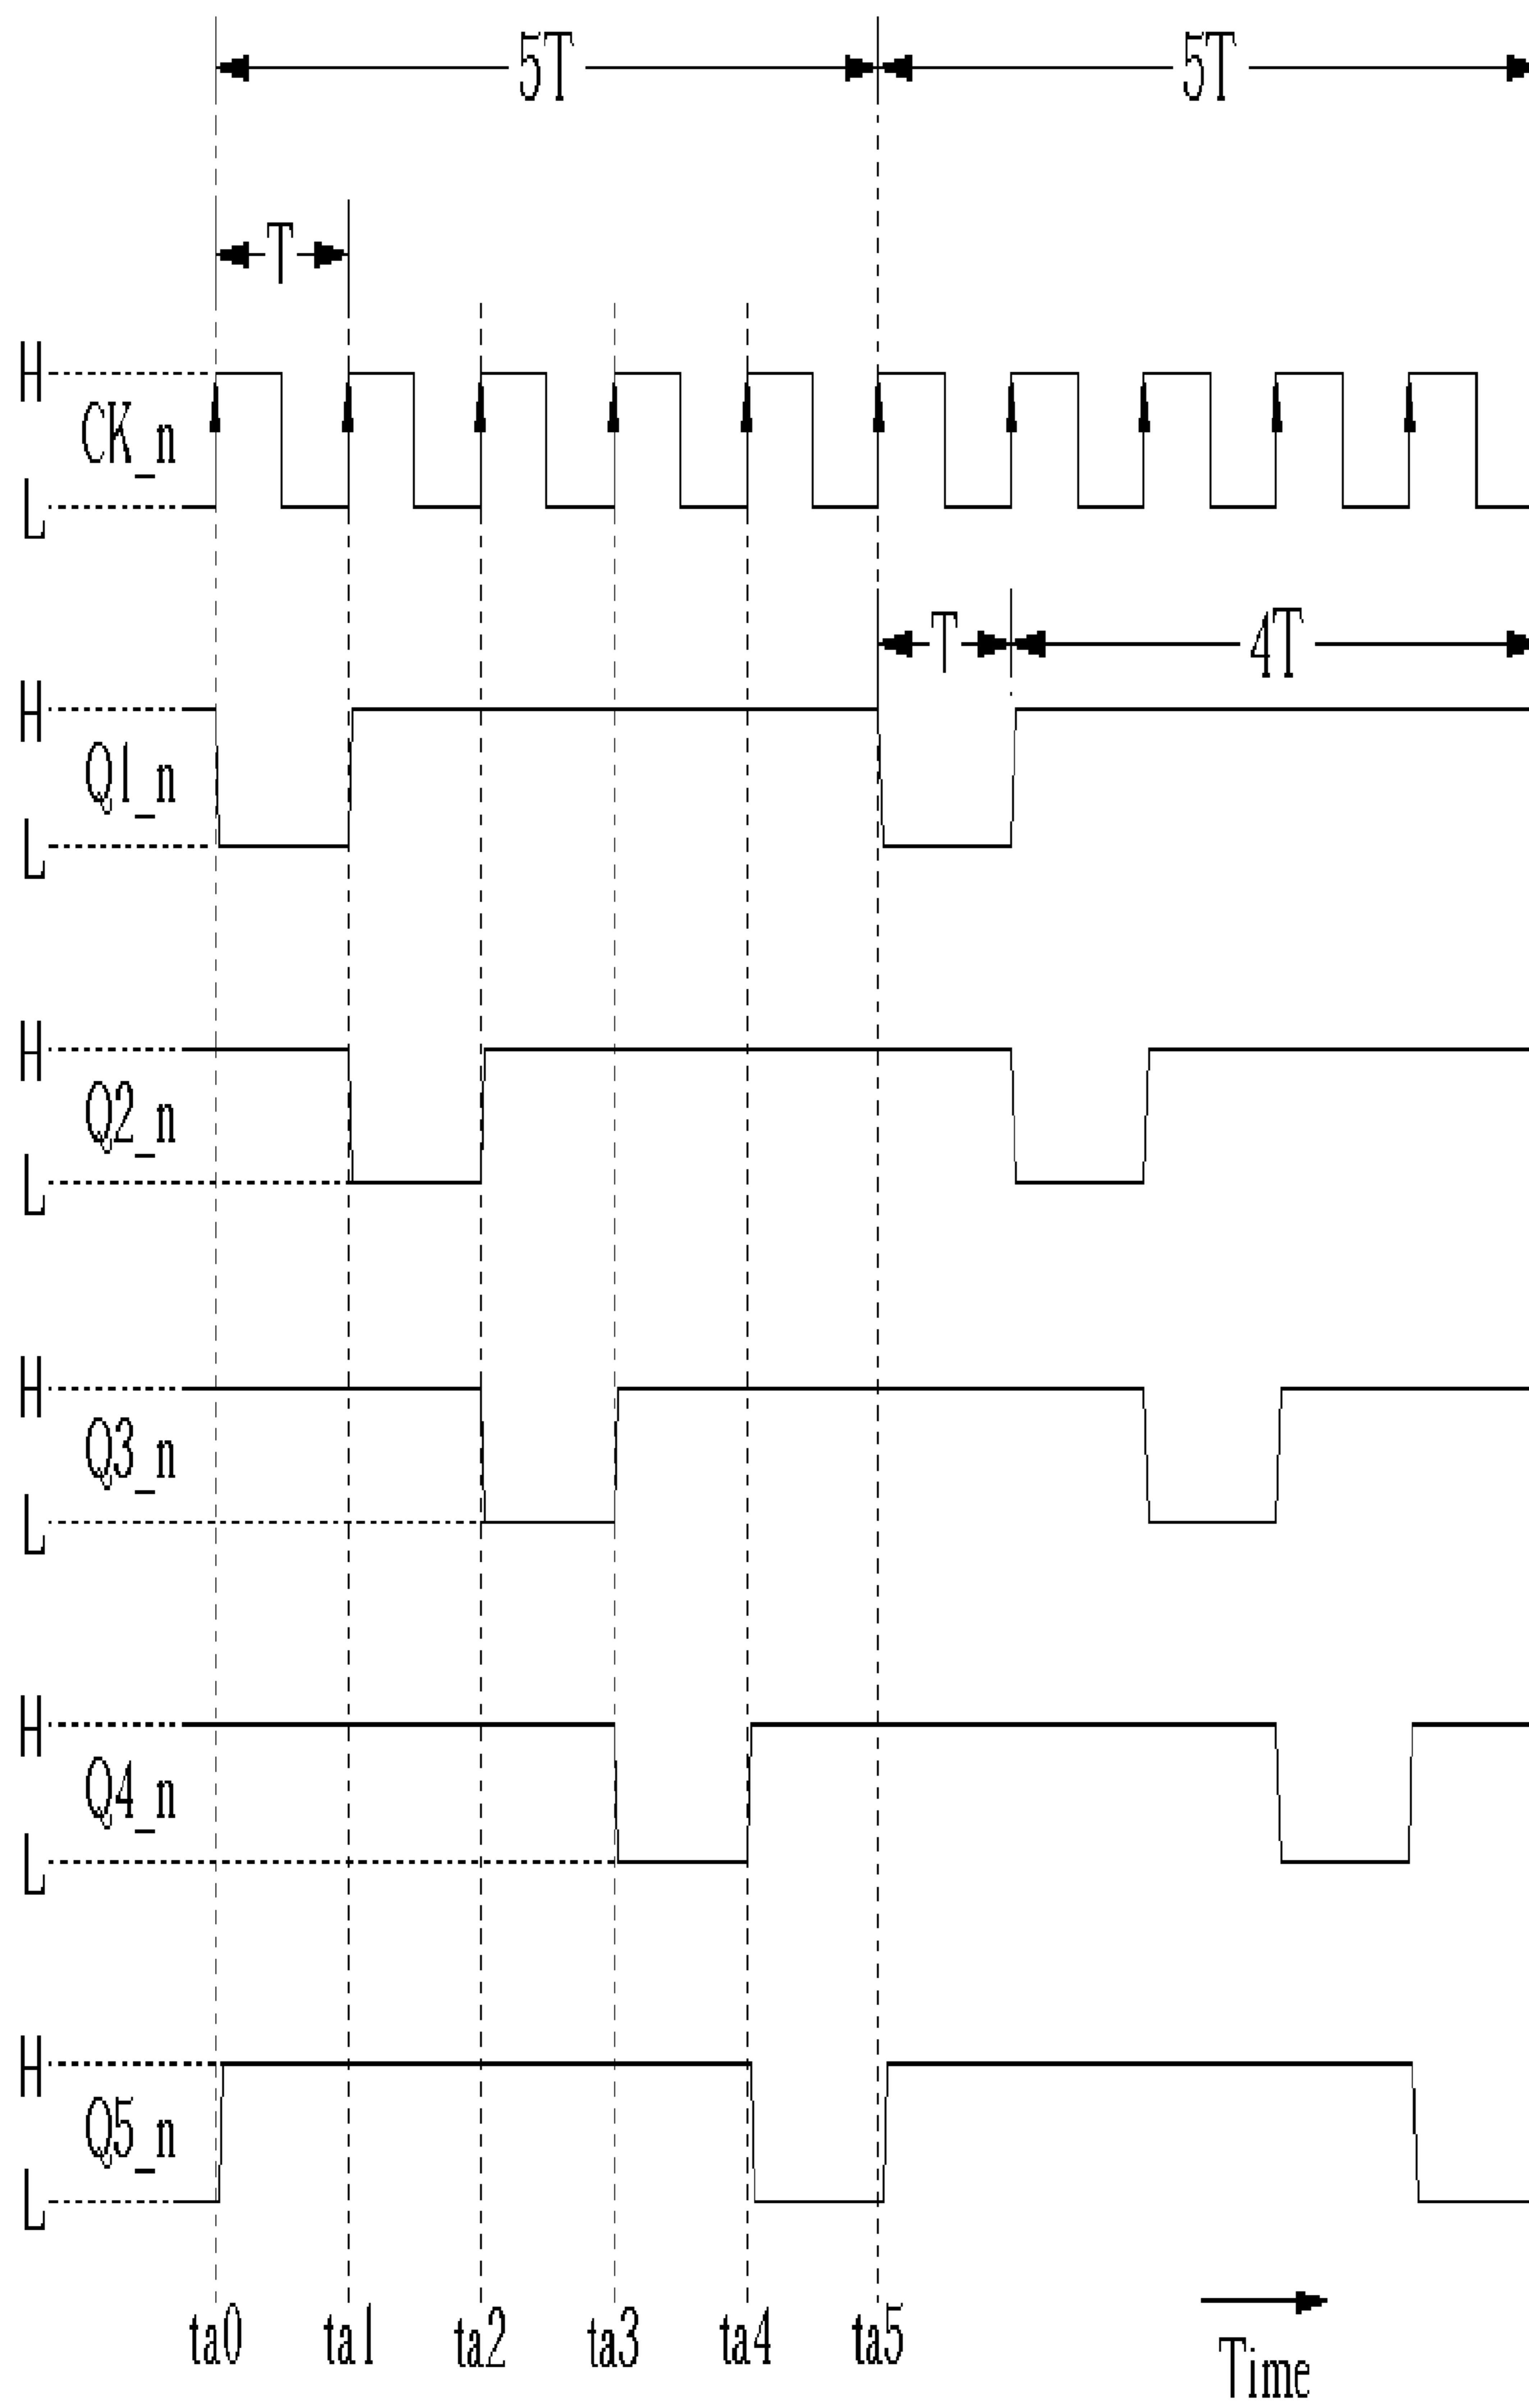 5T 5T
T
H
CK_n
L
T 4T
H
Q1_n
L
H
Q2_n
L
H
Q3_n
L
H
Q4_n
L
H
Q5_n
L
ta0 ta1 ta2 ta3 ta4 ta5
Time